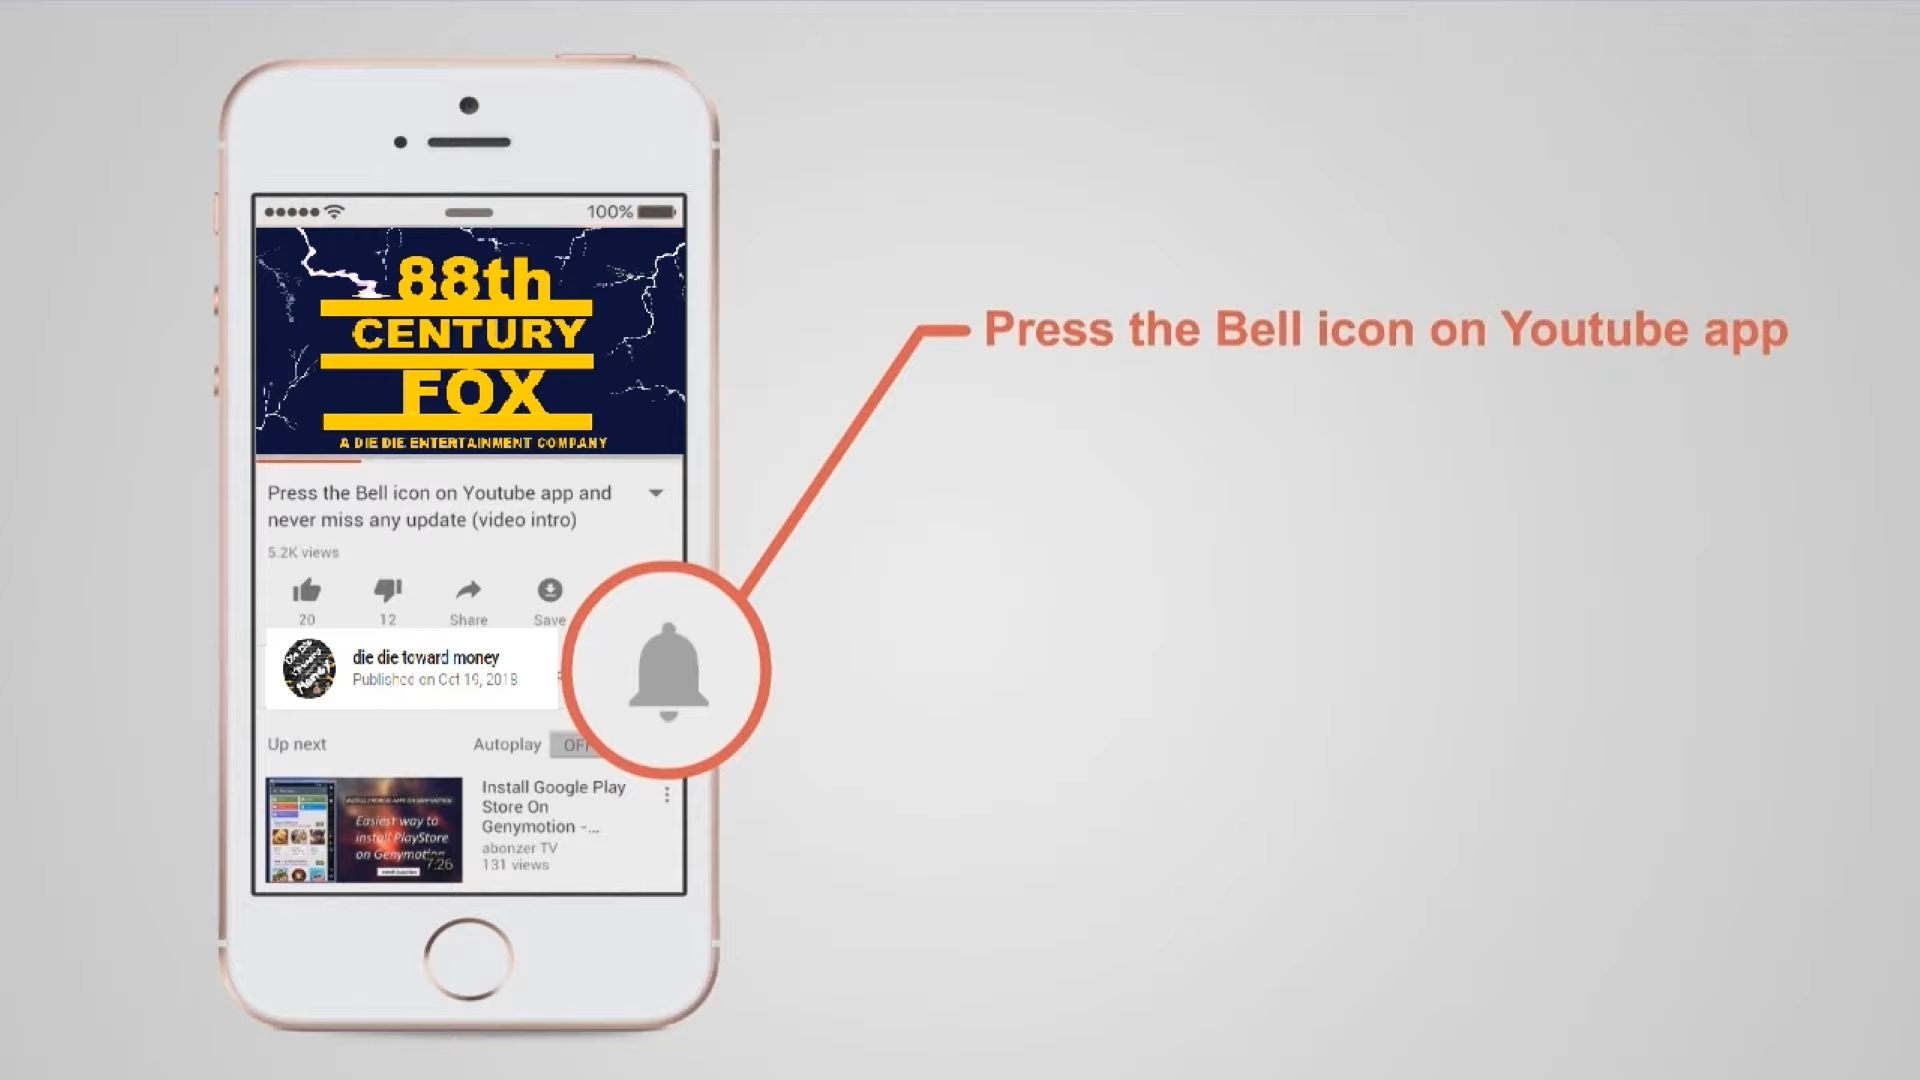 100%
88th
CENTURY
FOX
A DIE DIE ENTERTAINMENT COMPANY
Press the Bell icon on Youtube app
Press the Bell icon on Youtube app and
never miss any update (video intro)
5.2K views
20
12
Share
Save
die die toward money
Published on Oct 19, 2018
Up next
Autoplay
OFF
Install Google Play
Store On
Genymotion -...
abonzer TV
131 views
Easiest way to
install PlayStore
on Genymotion
7:26